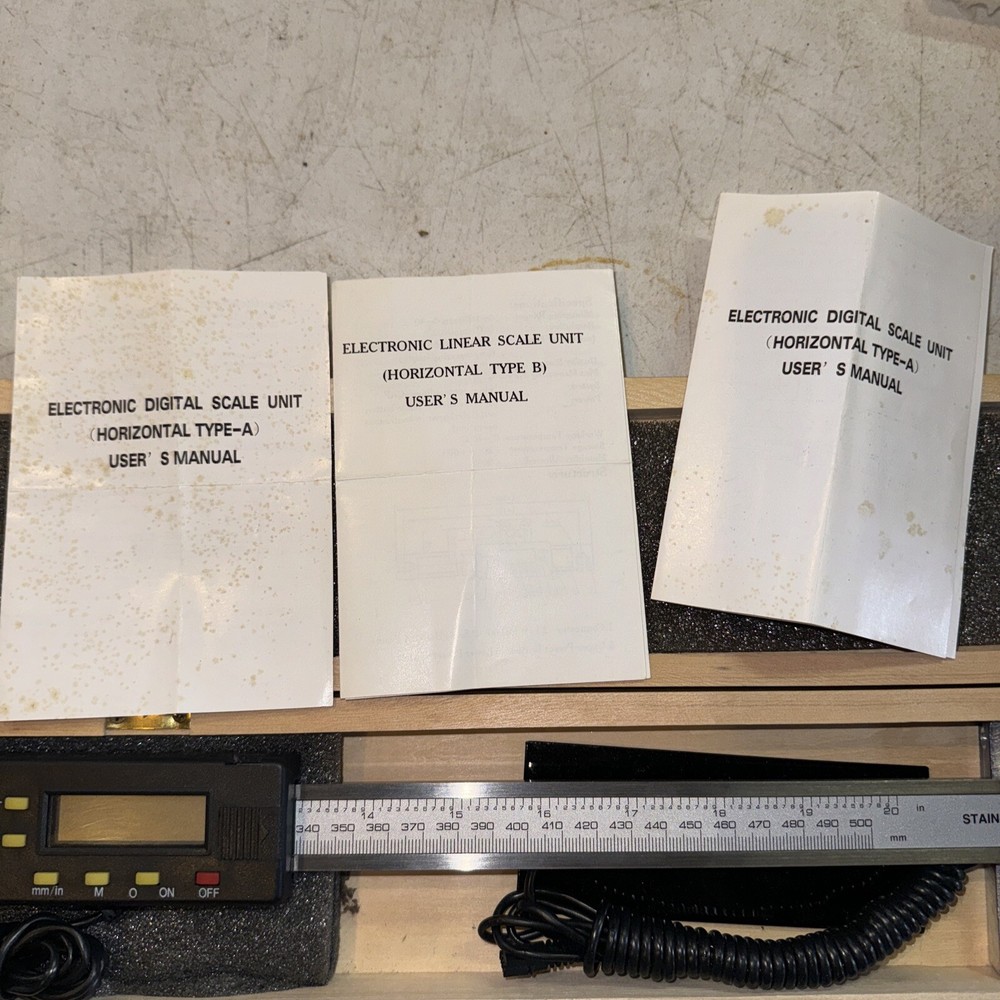 ELECTRONIC DIGITAL SCALE UNIT
(HORIZONTAL TYPE-A)
USER'S MANUAL
ELECTRONIC LINEAR SCALE UNIT
(HORIZONTAL TYPE B)
USER'S MANUAL
ELECTRONIC DIGITAL SCALE UNIT
(HORIZONTAL TYPE-A)
USER'S MANUAL
14 15 16 17 18 19 20 in
340 350 360 370 380 390 400 410 420 430 440 450 460 470 480 490 500 mm
STAIN
mm/in M O ON OFF